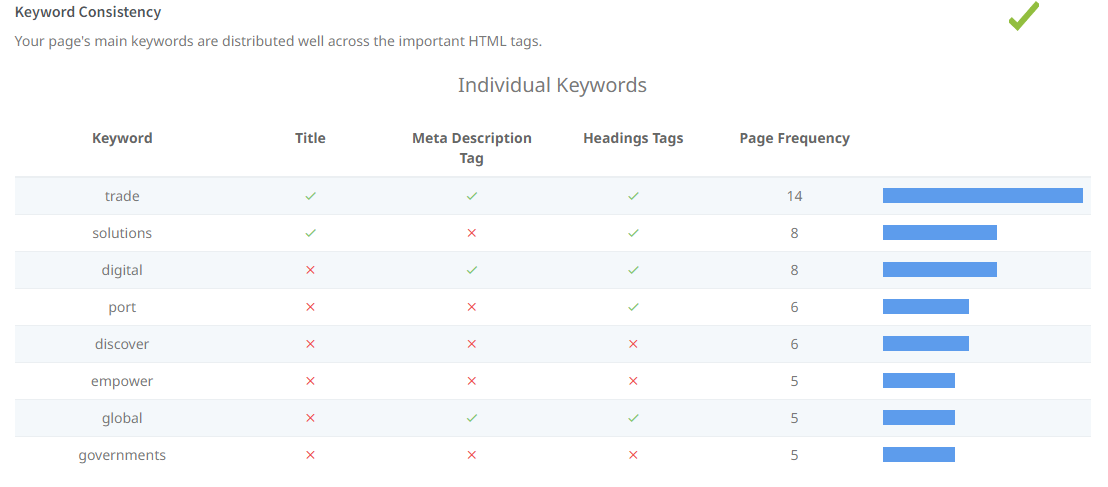 Keyword Consistency
Your page's main keywords are distributed well across the important HTML tags.
Individual Keywords
Keyword Title Meta Description Tag Headings Tags Page Frequency
trade 14
solutions 8
digital 8
port 6
discover 6
empower 5
global 5
governments 5